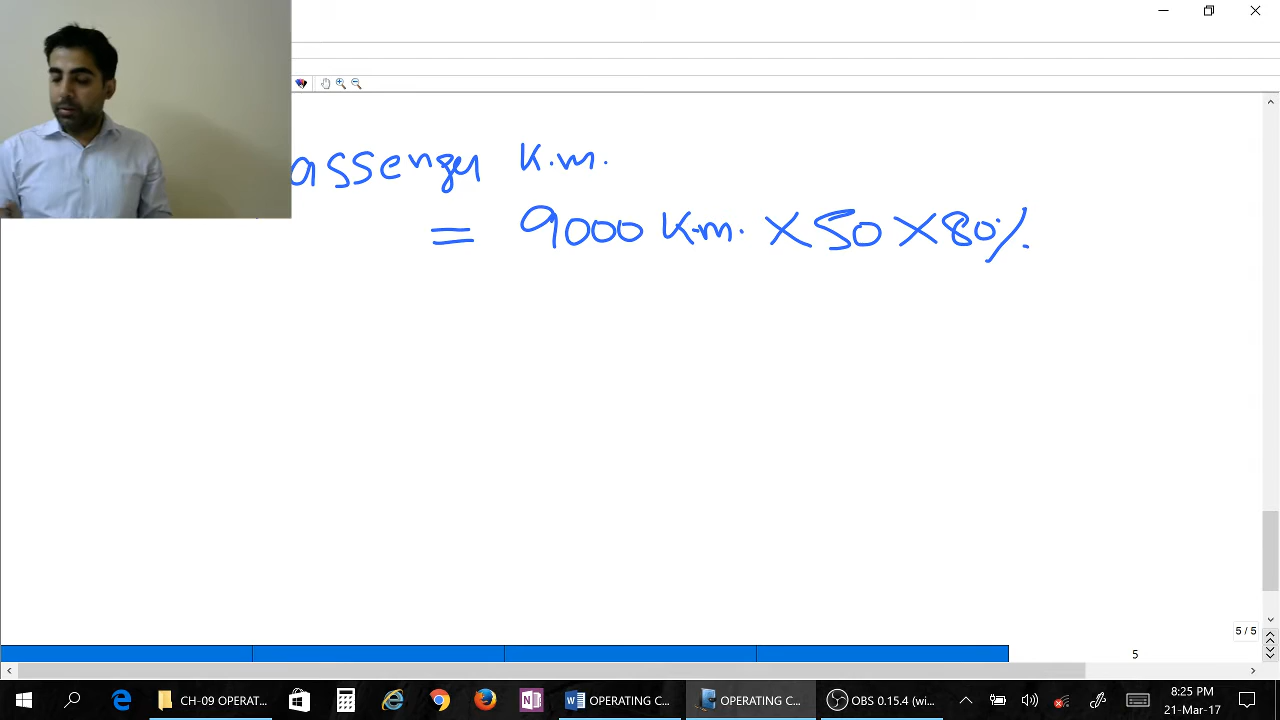 assenger K.m.
= 9000 K.m. X 50 X 80%
5 / 5
5
CH-09 OPERAT...
OPERATING C...
OPERATING C...
OBS 0.15.4 (wi...
8:25 PM
21-Mar-17